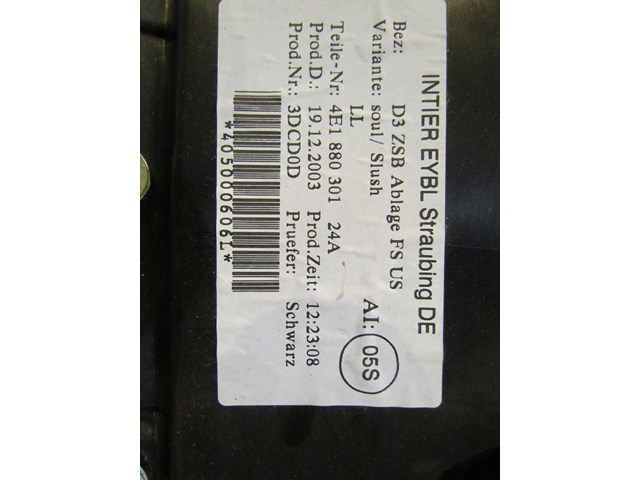 INTIER EYBL Straubing DE
Bez: D3 ZSB Ablage FS US
Variante: soul/ Slush AI: 05S
LL
Teile-Nr: 4E1 880 301 24A
Prod.D.: 19.12.2003 Prod.Zeit: 12:23:08
Prod.Nr.: 3DCD0D Pruefer: Schwarz
*405000606L*